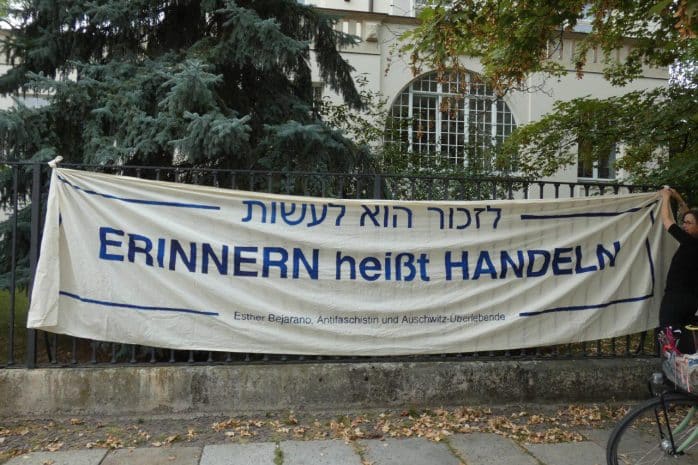 לזכור הוא לעשות
ERINNERN heißt HANDELN
Esther Bejarano, Antifaschistin und Auschwitz-Überlebende